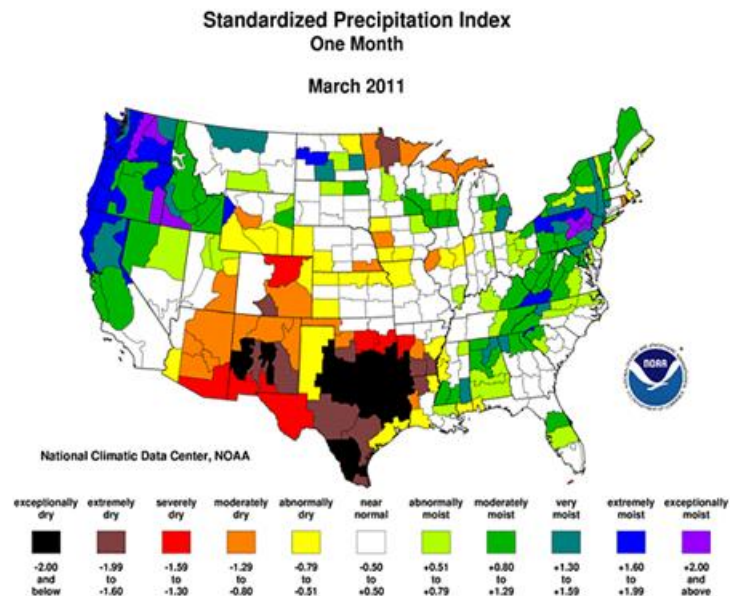 Standardized Precipitation Index
One Month
March 2011
NOAA
National Climatic Data Center, NOAA
exceptionally dry
extremely dry
severely dry
moderately dry
abnormally dry
near normal
abnormally moist
moderately moist
very moist
extremely moist
exceptionally moist
-2.00 and below
-1.99 to -1.60
-1.59 to -1.30
-1.29 to -0.80
-0.79 to -0.51
-0.50 to +0.50
+0.51 to +0.79
+0.80 to +1.29
+1.30 to +1.59
+1.60 to +1.99
+2.00 and above